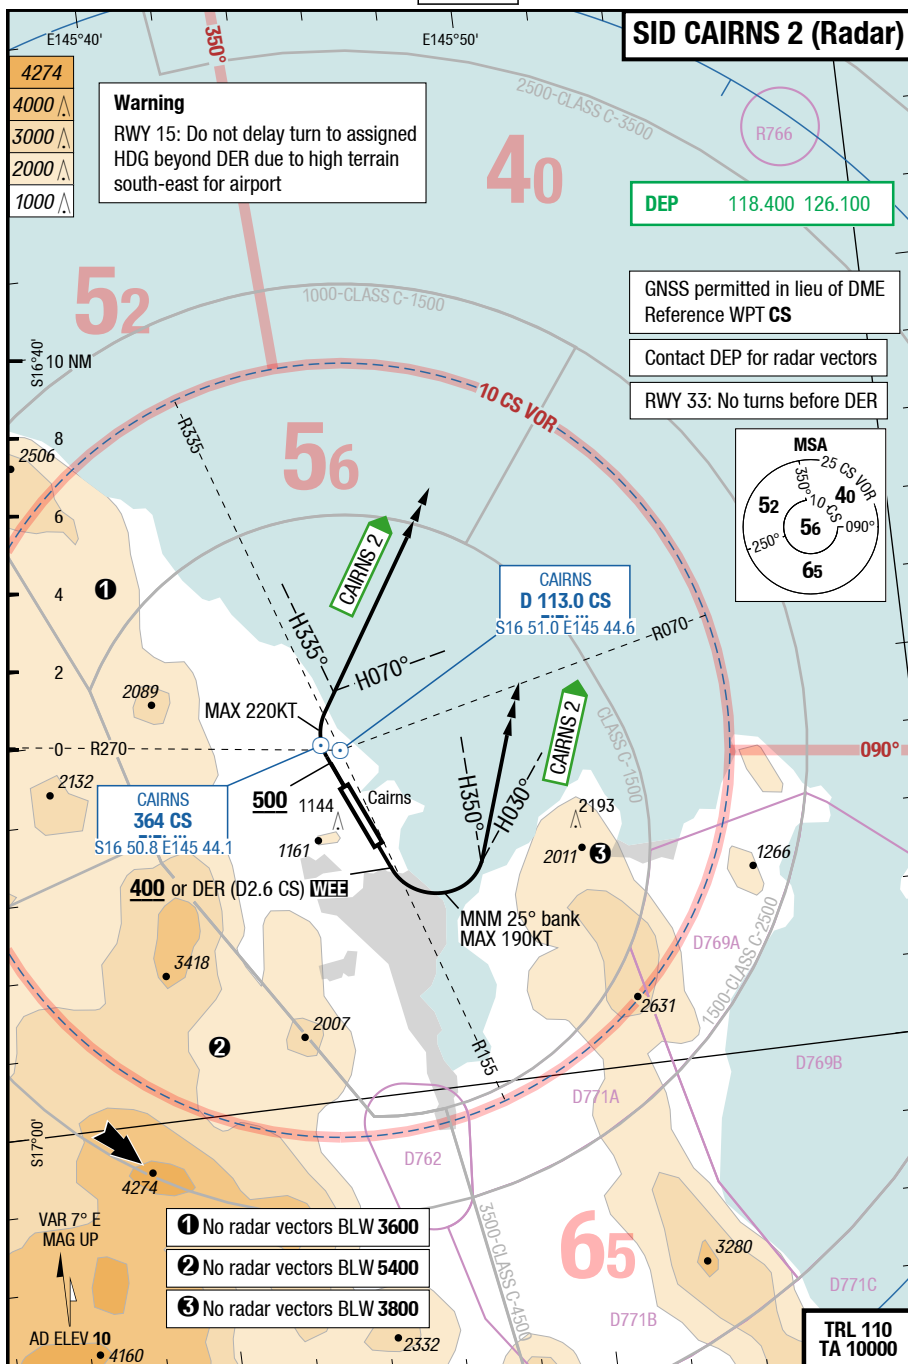 E145°40'
E145°50'
SID CAIRNS 2 (Radar)
350°
4274
4000
3000
2000
1000
Warning
RWY 15: Do not delay turn to assigned
HDG beyond DER due to high terrain
south-east for airport
2500-CLASS C-3500
R766
40
DEP 118.400 126.100
52
1000-CLASS C-1500
GNSS permitted in lieu of DME
Reference WPT CS
Contact DEP for radar vectors
RWY 33: No turns before DER
S16°40'
10 NM
8
6
4
2
0
10 CS VOR
R335
2506
56
MSA
25 CS VOR
350°
10 CS
52
40
56
090°
250°
65
CAIRNS 2
CAIRNS
D 113.0 CS
S16 51.0 E145 44.6
❶
H335°
H070°
R070
2089
MAX 220KT
CAIRNS 2
CLASS C-1500
R270
090°
2132
CAIRNS
364 CS
S16 50.8 E145 44.1
500
1144
Cairns
1161
H350°
H030°
2193
2011
❸
1266
400 or DER (D2.6 CS) WEE
MNM 25° bank
MAX 190KT
D769A
1500-CLASS C-2500
3418
2631
2007
❷
R155
D769B
D771A
S17°00'
D762
4274
VAR 7° E
MAG UP
❶ No radar vectors BLW 3600
❷ No radar vectors BLW 5400
❸ No radar vectors BLW 3800
3500-CLASS C-4500
65
3280
D771C
D771B
AD ELEV 10
4160
2332
TRL 110
TA 10000